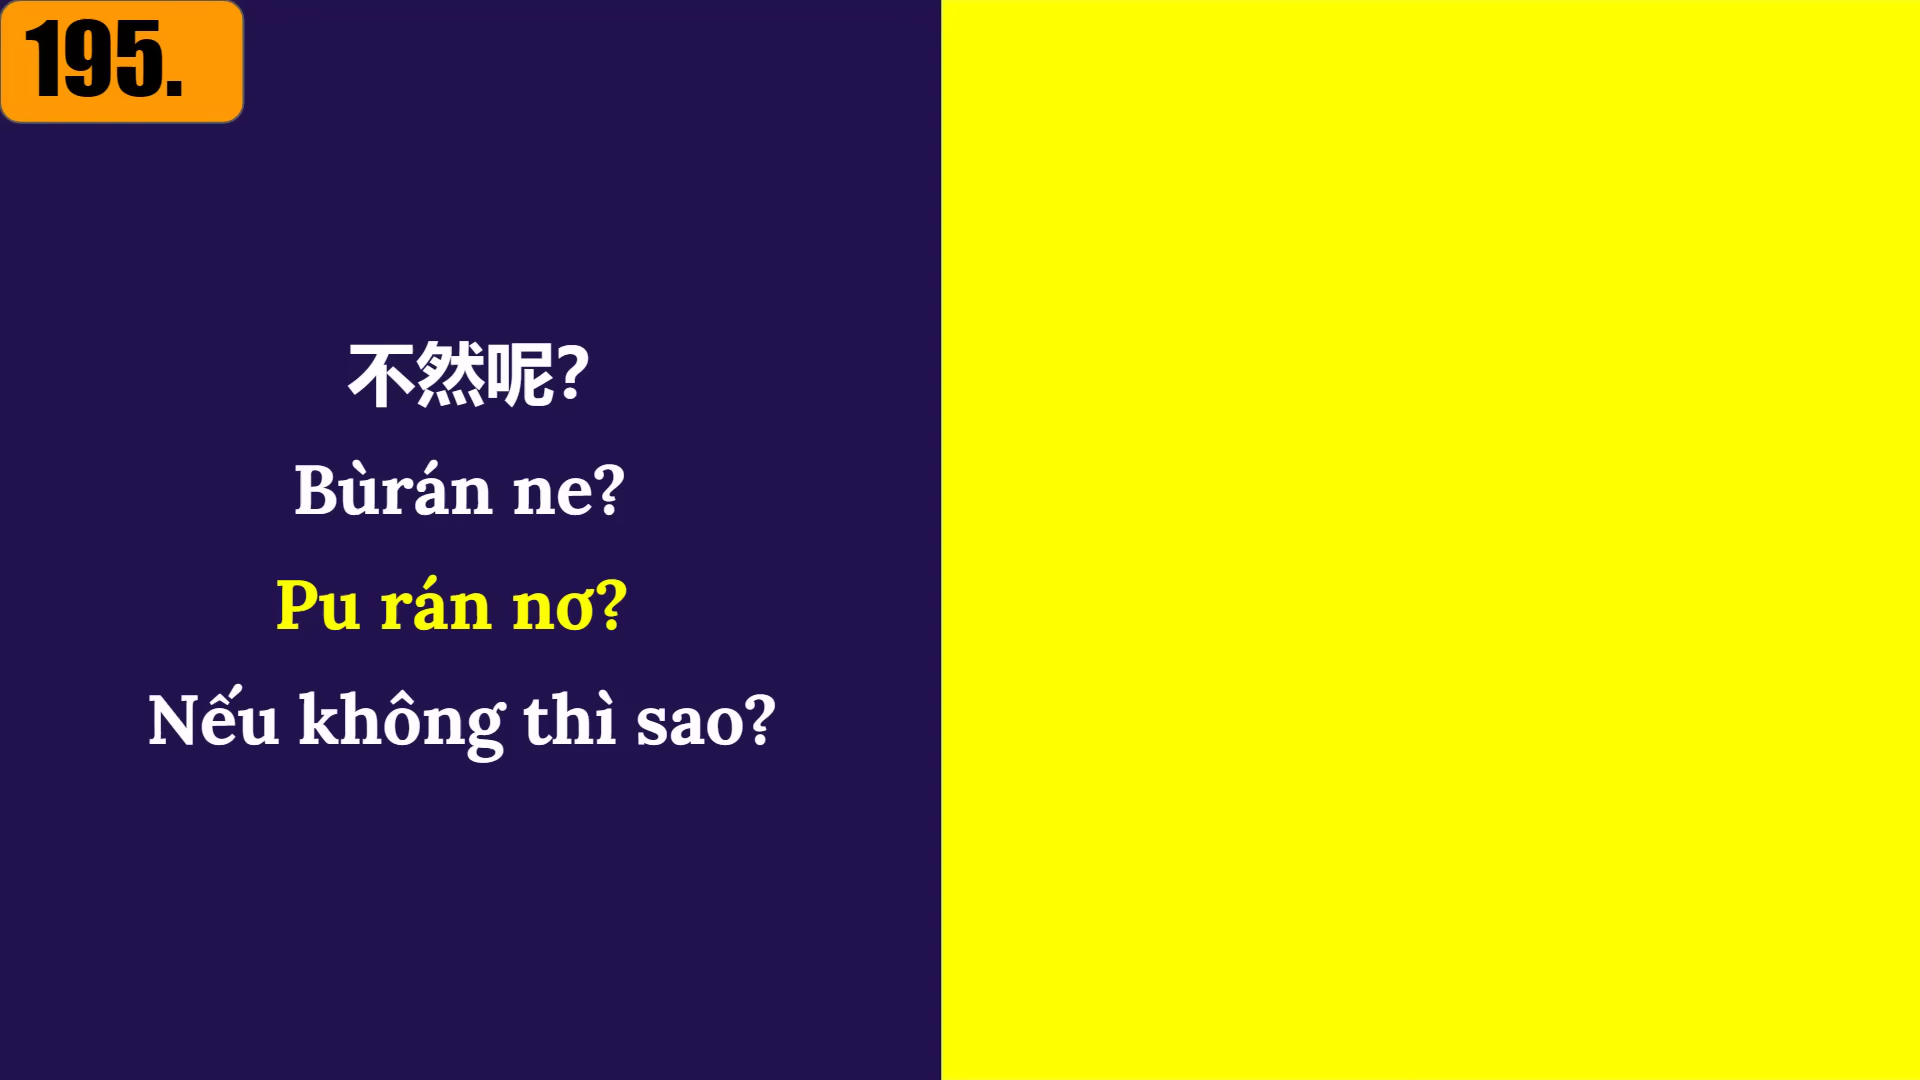 195.
不然呢？
Bùrán ne?
Pu rán nơ?
Nếu không thì sao?